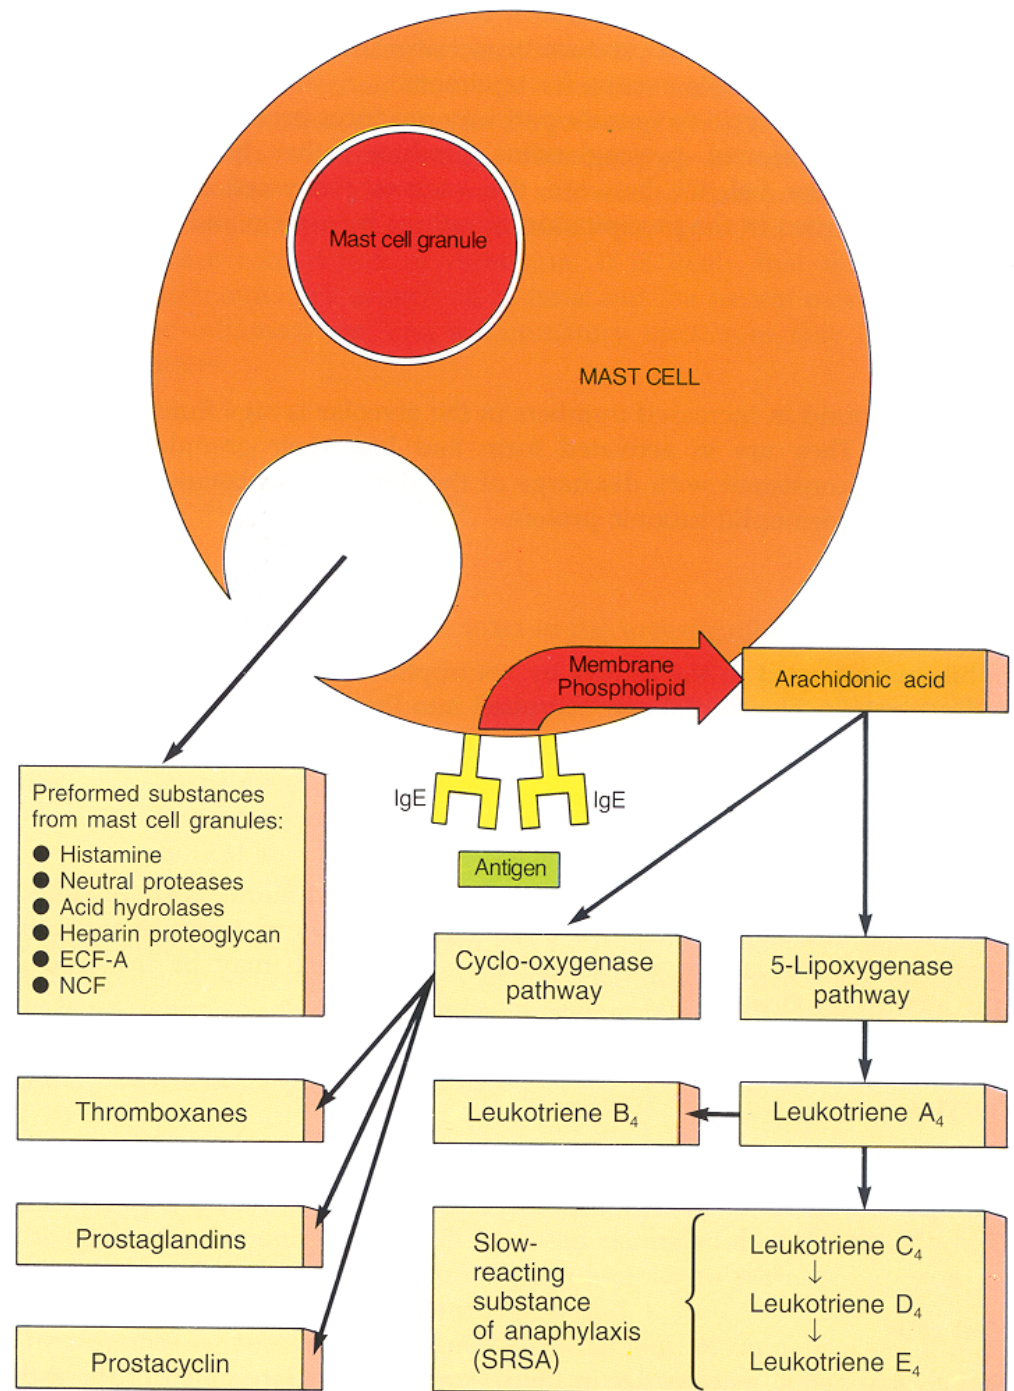 Mast cell granule
MAST CELL
Membrane
Phospholipid
Arachidonic acid
IgE
IgE
Antigen
Preformed substances
from mast cell granules:
● Histamine
● Neutral proteases
● Acid hydrolases
● Heparin proteoglycan
● ECF-A
● NCF
Cyclo-oxygenase
pathway
5-Lipoxygenase
pathway
Thromboxanes
Leukotriene B₄
Leukotriene A₄
Prostaglandins
Prostacyclin
Slow-
reacting
substance
of anaphylaxis
(SRSA)
Leukotriene C₄
↓
Leukotriene D₄
↓
Leukotriene E₄